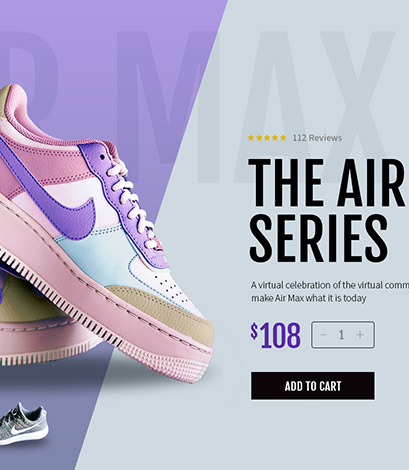 R MAX
112 Reviews
THE AIR
SERIES
A virtual celebration of the virtual comm
make Air Max what it is today
$108
− 1 +
ADD TO CART